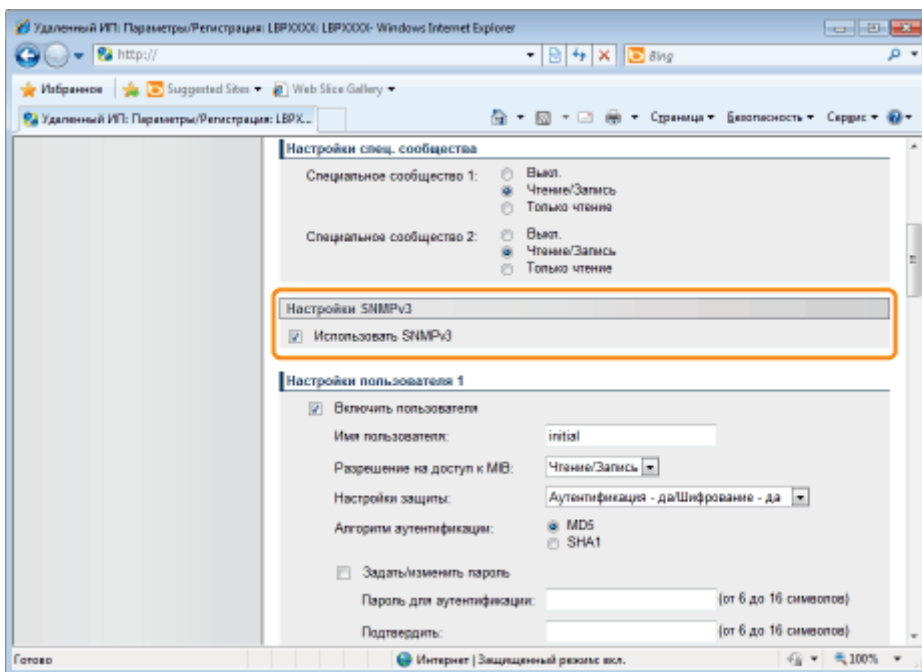 Удаленный ИП: Параметры/Регистрация: LBPXXXX: LBPXXXX- Windows Internet Explorer
http://
Bing
Избранное Suggested Sites Web Slice Gallery
Удаленный ИП: Параметры/Регистрация: LBPX...
Страница Безопасность Сервис
Настройки спец. сообщества
Специальное сообщество 1: Выкл.
Чтение/Запись
Только чтение
Специальное сообщество 2: Выкл.
Чтение/Запись
Только чтение
Настройки SNMPv3
Использовать SNMPv3
Настройки пользователя 1
Включить пользователя
Имя пользователя: initial
Разрешение на доступ к MIB: Чтение/Запись
Настройки защиты: Аутентификация - да/Шифрование - да
Алгоритм аутентификации: MD5
SHA1
Задать/изменить пароль
Пароль для аутентификации: (от 6 до 16 символов)
Подтвердить: (от 6 до 16 символов)
Готово Интернет | Защищенный режим: вкл. 100%